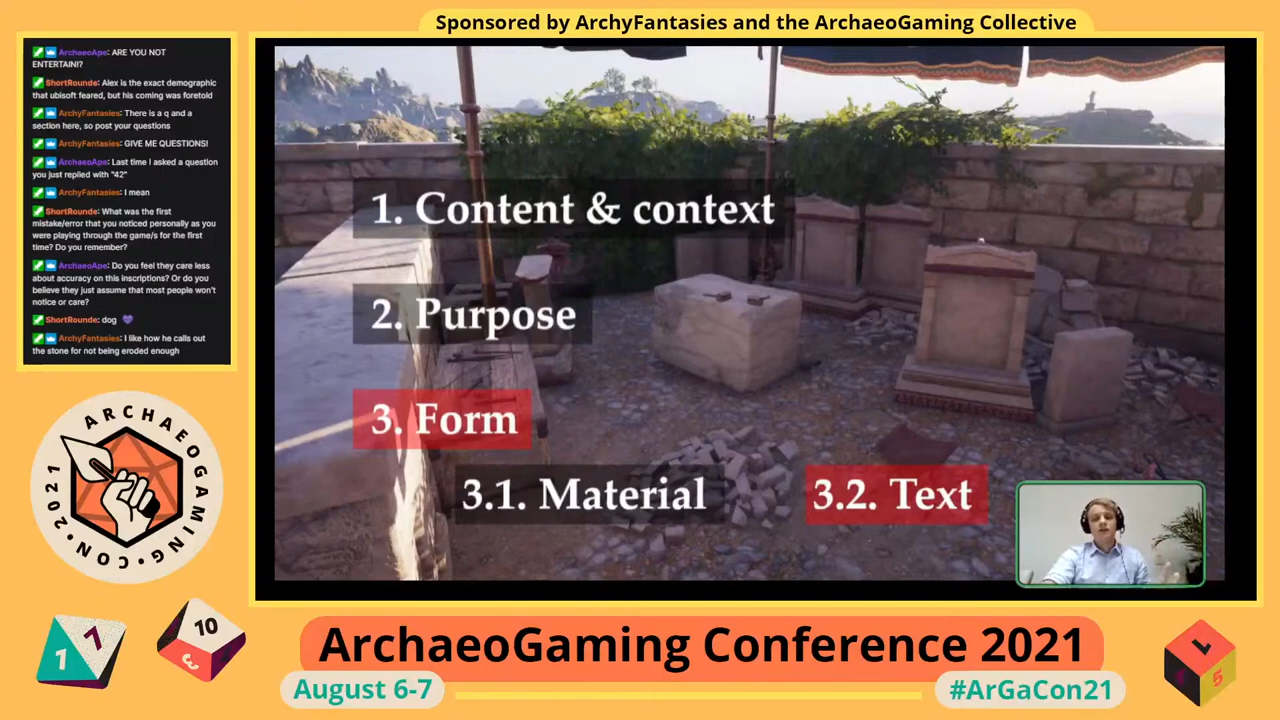 Sponsored by ArchyFantasies and the ArchaeoGaming Collective
ArchaeoApe: ARE YOU NOT
ENTERTAIN!?
ShortRounde: Alex is the exact demographic
that ubisoft feared, but his coming was foretold
ArchyFantasies: There is a q and a
section here, so post your questions
ArchyFantasies: GIVE ME QUESTIONS!
ArchaeoApe: Last time I asked a question
you just replied with "42"
ArchyFantasies: I mean
ShortRounde: What was the first
mistake/error that you noticed personally as you
were playing through the game/s for the first
time? Do you remember?
ArchaeoApe: Do you feel they care less
about accuracy on this inscriptions? Or do you
believe they just assume that most people won't
notice or care?
ShortRounde: dog
ArchyFantasies: I like how he calls out
the stone for not being eroded enough
1. Content & context
2. Purpose
3. Form
3.1. Material
3.2. Text
ARCHAEOGAMING • CON • 2021
1
7
10
3
ArchaeoGaming Conference 2021
August 6-7
#ArGaCon21
5